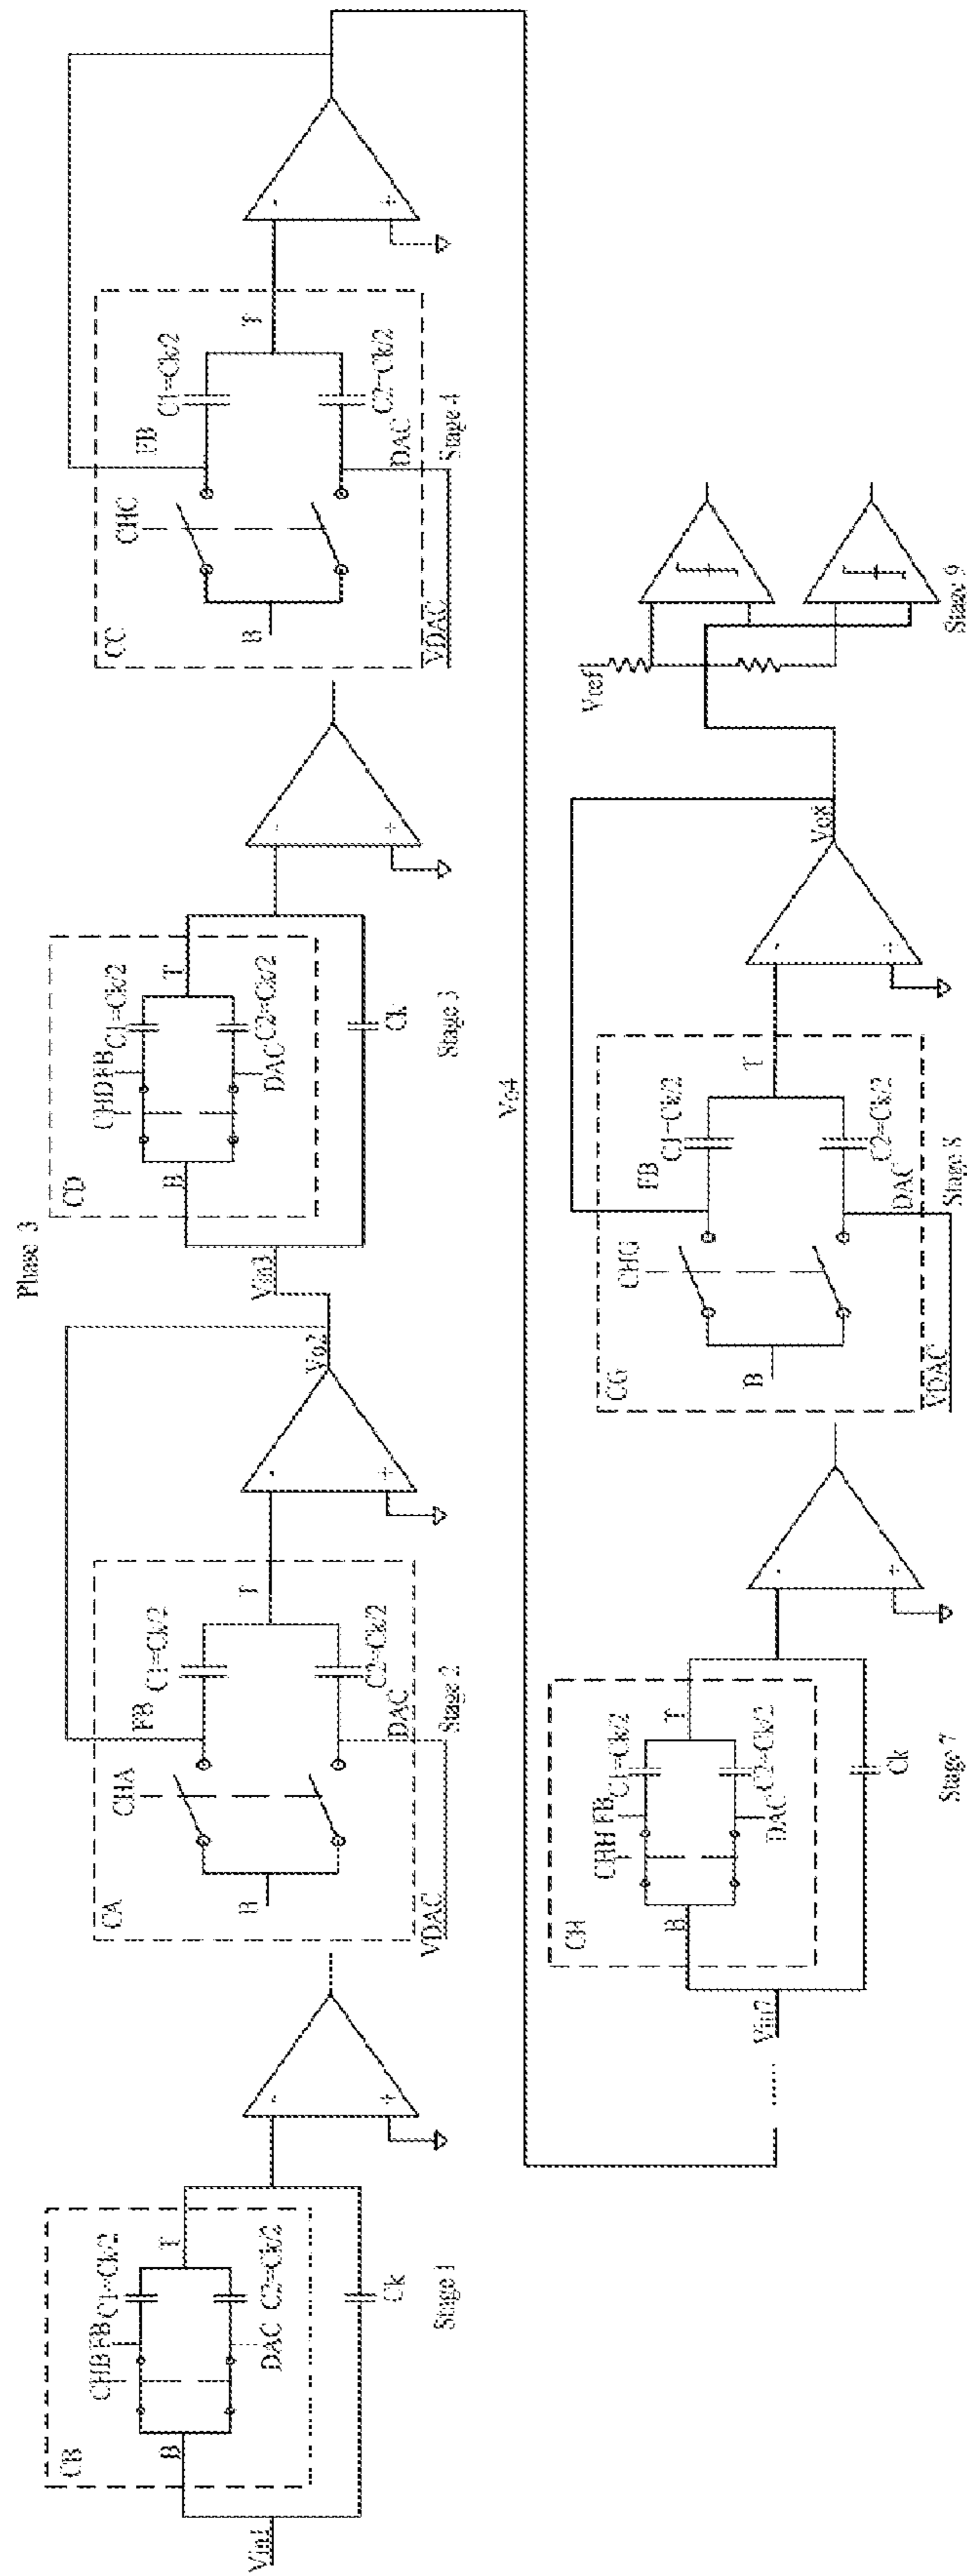 Phase 3
CB
CHB
FB
C1=Ck/2
B
T
DAC
C2=Ck/2
Vin1
Ck
Stage 1
-
+
CA
CHA
FB
C1=Ck/2
B
T
DAC
C2=Ck/2
VDAC
Stage 2
-
+
Vo2
Vin3
CD
CHD
FB
C1=Ck/2
B
T
DAC
C2=Ck/2
Ck
Stage 3
-
+
CC
CHC
FB
C1=Ck/2
B
T
DAC
C2=Ck/2
VDAC
Stage 4
-
+
Vo4
Vin7
CH
CHH
FB
C1=Ck/2
B
T
DAC
C2=Ck/2
Ck
Stage 7
-
+
CG
CHG
FB
C1=Ck/2
B
T
DAC
C2=Ck/2
VDAC
Stage 8
-
+
Vo8
Vref
Stage 9